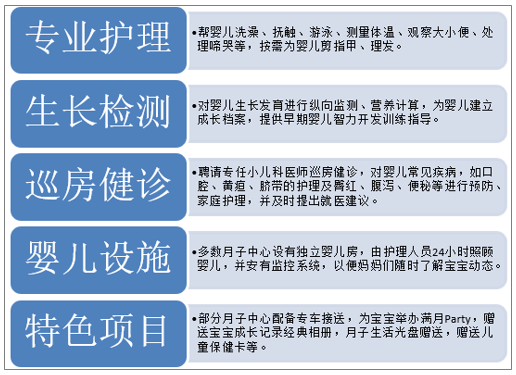 专业护理
•帮婴儿洗澡、抚触、游泳、测量体温、观察大小便、处
理啼哭等，按需为婴儿剪指甲、理发。
生长检测
•对婴儿生长发育进行纵向监测、营养计算，为婴儿建立
成长档案，提供早期婴儿智力开发训练指导。
巡房健诊
•聘请专任小儿科医师巡房健诊，对婴儿常见疾病，如口
腔、黄疸、脐带的护理及臀红、腹泻、便秘等进行预防、
家庭护理，并及时提出就医建议。
婴儿设施
•多数月子中心设有独立婴儿房，由护理人员24小时照顾
婴儿，并安有监控系统，以便妈妈们随时了解宝宝动态。
特色项目
•部分月子中心配备专车接送，为宝宝举办满月Party，赠
送宝宝成长记录经典相册，月子生活光盘赠送，赠送儿
童保健卡等。